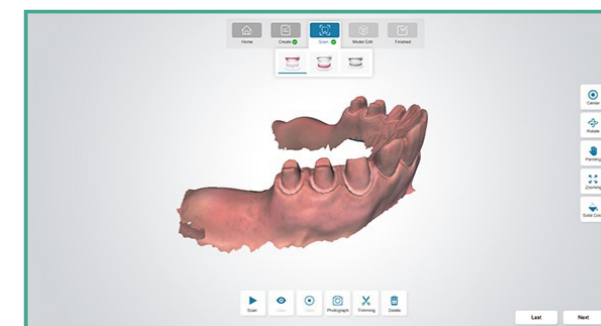 Home Create Scan Model Edit Finished
Center
Rotate
Panning
Zooming
Scan Photograph Trimming Delete
Last Next